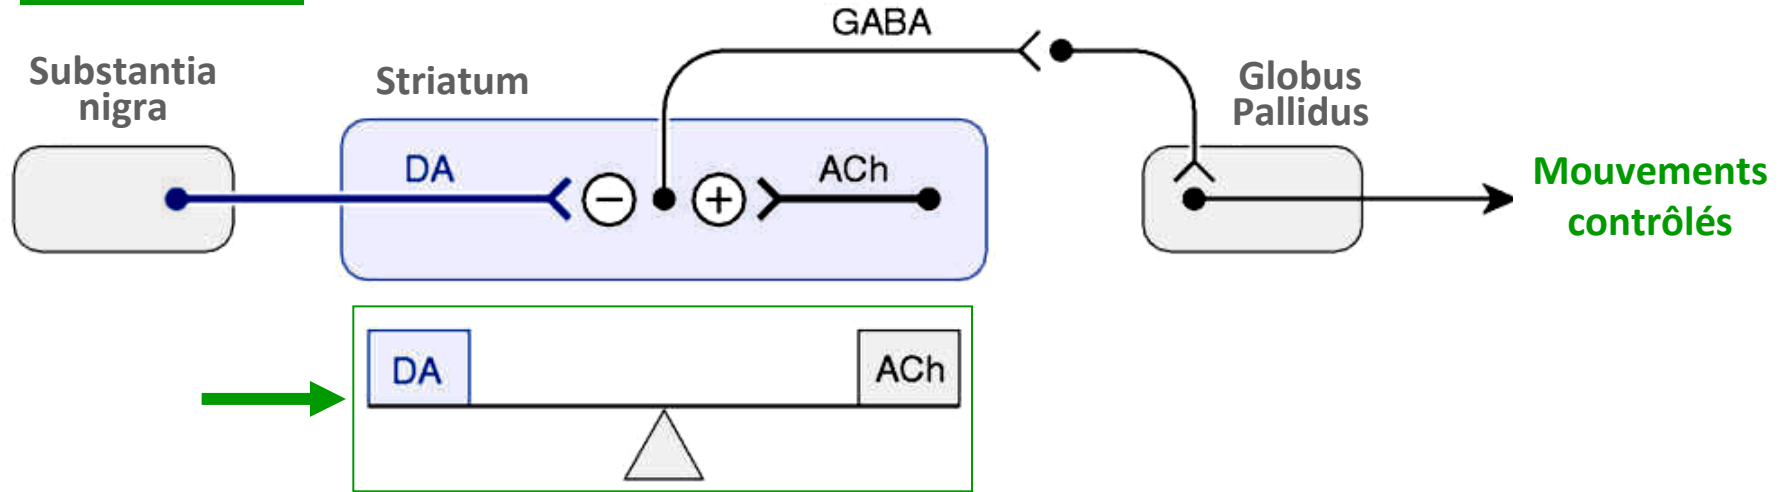 GABA
Substantia
nigra
Striatum
Globus
Pallidus
DA
ACh
Mouvements
contrôlés
DA
ACh